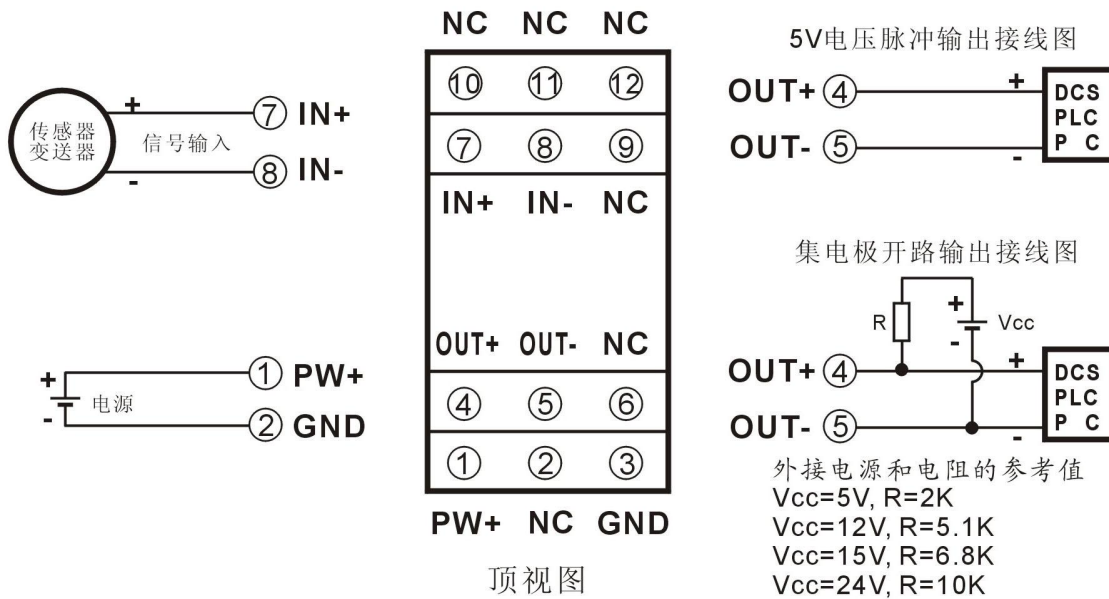 传感器
变送器
+
信号输入
-
⑦ IN+
⑧ IN-
+
电源
-
① PW+
② GND
NC NC NC
⑩ ⑪ ⑫
⑦ ⑧ ⑨
IN+ IN- NC
OUT+ OUT- NC
④ ⑤ ⑥
① ② ③
PW+ NC GND
顶视图
5V电压脉冲输出接线图
OUT+ ④ +
OUT- ⑤ -
DCS
PLC
P C
集电极开路输出接线图
R
+
Vcc
-
OUT+ ④ +
OUT- ⑤ -
DCS
PLC
P C
外接电源和电阻的参考值
Vcc=5V, R=2K
Vcc=12V, R=5.1K
Vcc=15V, R=6.8K
Vcc=24V, R=10K